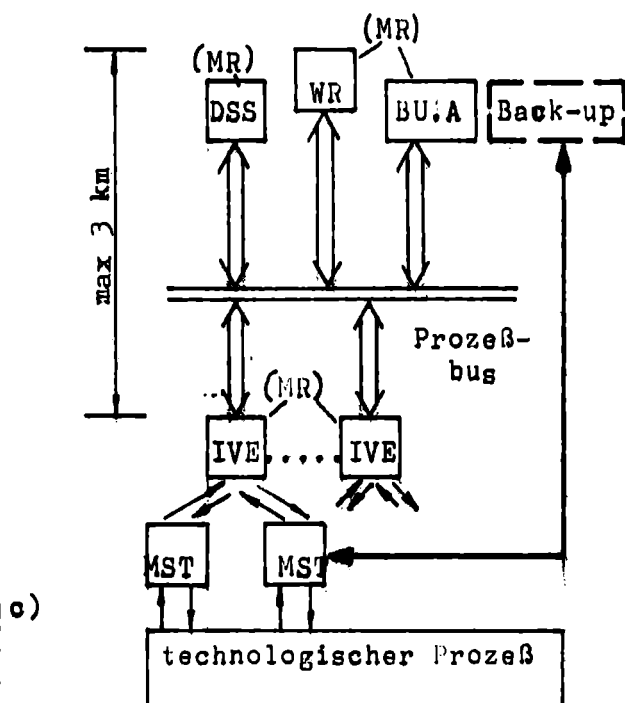 (MR)
(MR)
DSS
WR
BU.A
Back-up
max 3 km
Prozeß-
bus
(MR)
IVE
IVE
MST
MST
c)
technologischer Prozeß